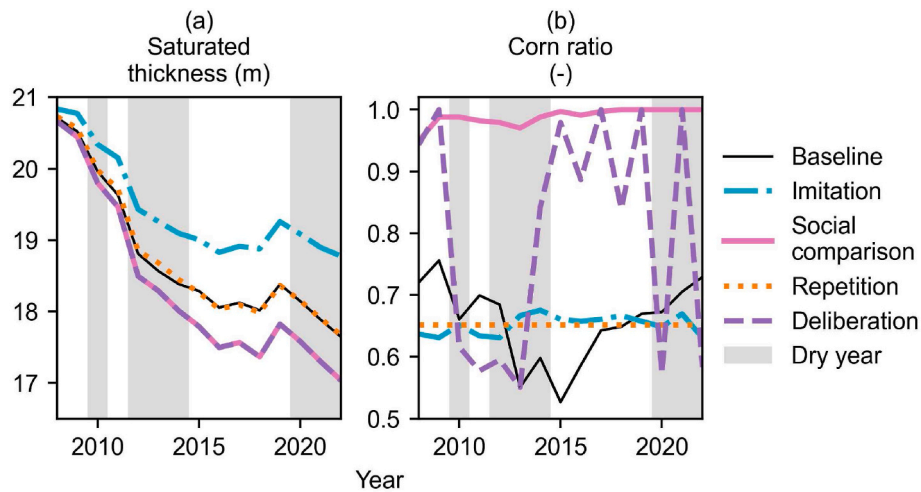 (a)
Saturated
thickness (m)
(b)
Corn ratio
(-)
21
20
19
18
17
2010
2015
2020
1.0
0.9
0.8
0.7
0.6
0.5
2010
2015
2020
Year
Baseline
Imitation
Social
comparison
Repetition
Deliberation
Dry year